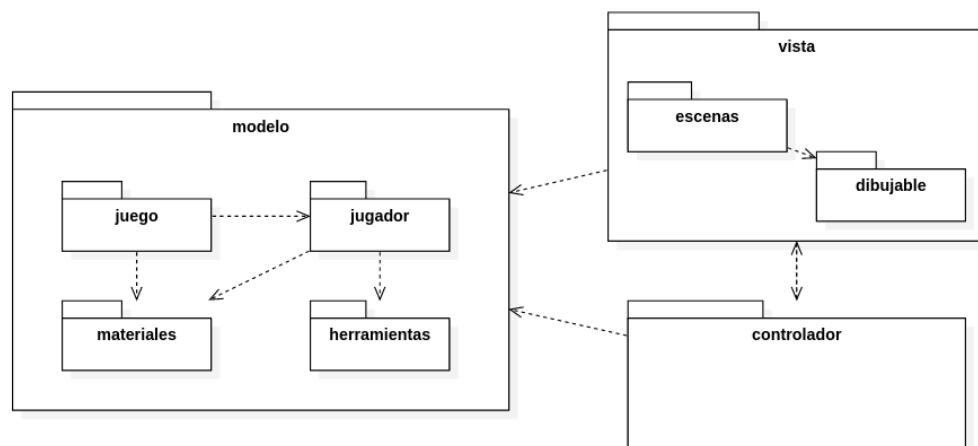 modelo
juego
jugador
materiales
herramientas
vista
escenas
dibujable
controlador